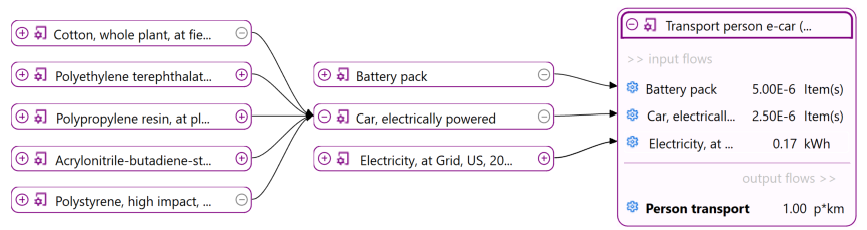 Cotton, whole plant, at fie...
Polyethylene terephthalat...
Polypropylene resin, at pl...
Acrylonitrile-butadiene-st...
Polystyrene, high impact, ...
Battery pack
Car, electrically powered
Electricity, at Grid, US, 20...
Transport person e-car (...
>> input flows
Battery pack 5.00E-6 Item(s)
Car, electricall... 2.50E-6 Item(s)
Electricity, at ... 0.17 kWh
output flows >>
Person transport 1.00 p*km